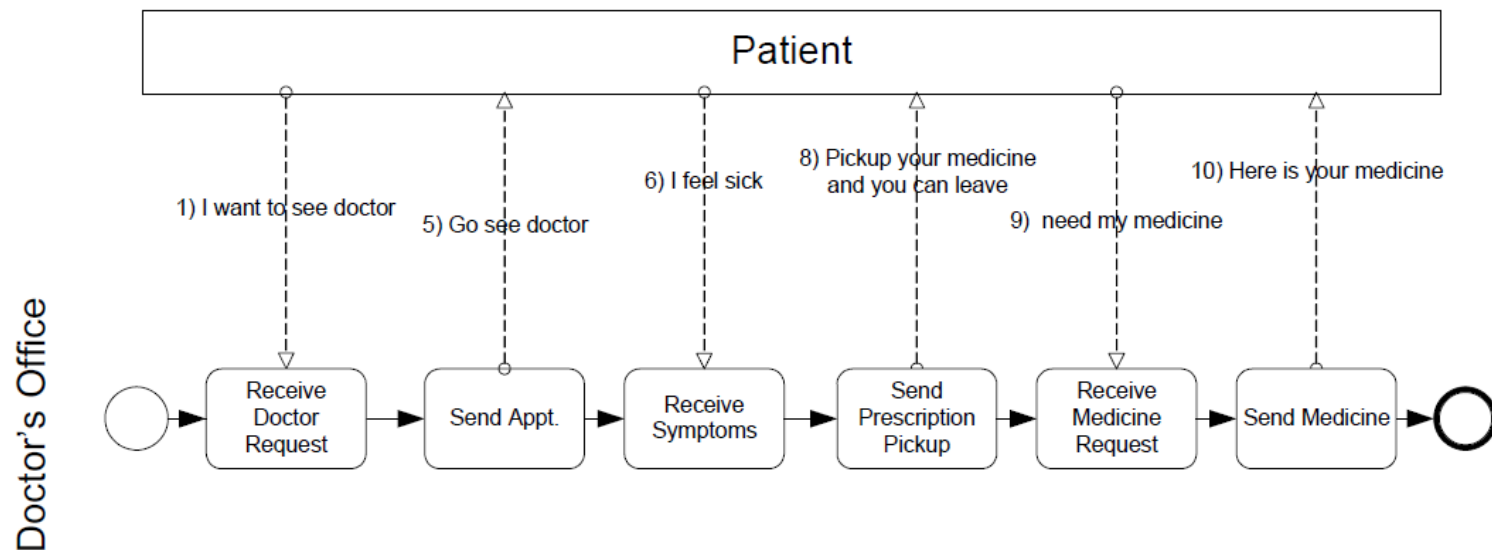 Patient
1) I want to see doctor
5) Go see doctor
6) I feel sick
8) Pickup your medicine
and you can leave
9)  need my medicine
10) Here is your medicine
Doctor's Office
Receive
Doctor
Request
Send Appt.
Receive
Symptoms
Send
Prescription
Pickup
Receive
Medicine
Request
Send Medicine